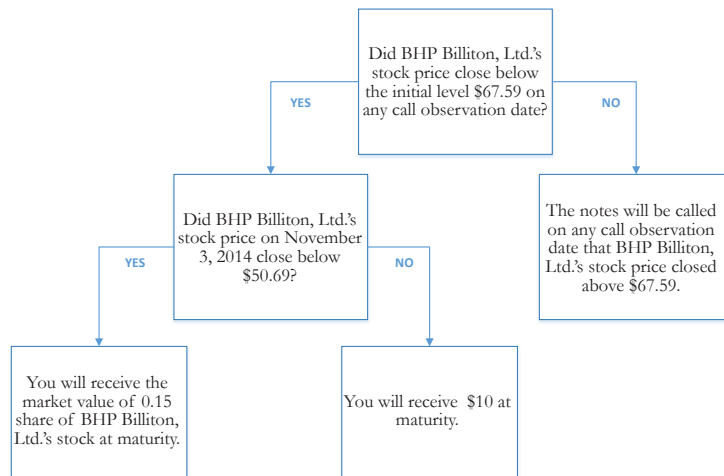 Did BHP Billiton, Ltd.'s
stock price close below
the initial level $67.59 on
any call observation date?
YES
NO
Did BHP Billiton, Ltd.'s
stock price on November
3, 2014 close below
$50.69?
The notes will be called
on any call observation
date that BHP Billiton,
Ltd.'s stock price closed
above $67.59.
YES
NO
You will receive the
market value of 0.15
share of BHP Billiton,
Ltd.'s stock at maturity.
You will receive $10 at
maturity.